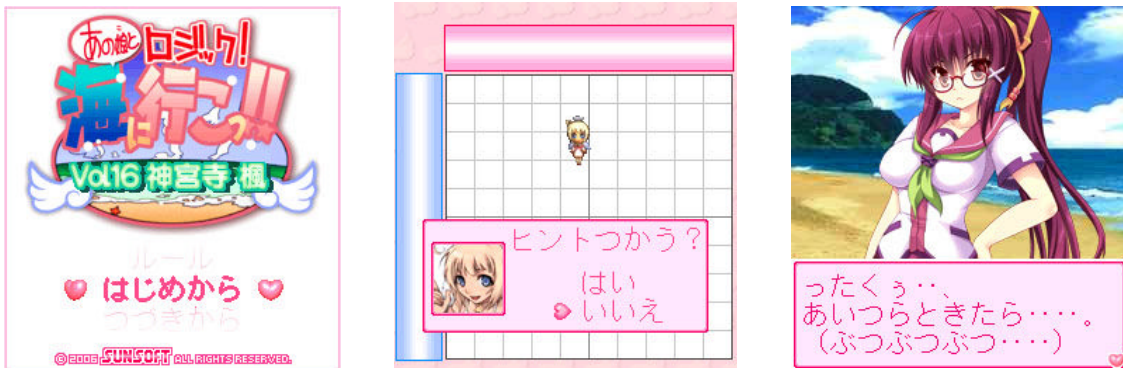 あの娘と
ロジック!
海に行こっ!!
Vol.16 神宮寺 楓
ルール
はじめから
つづきから
© 2006 SUNSOFT ALL RIGHTS RESERVED.
ヒントつかう?
はい
いいえ
ったくぅ‥、
あいつらときたら‥‥。
(ぶつぶつぶつ‥‥)